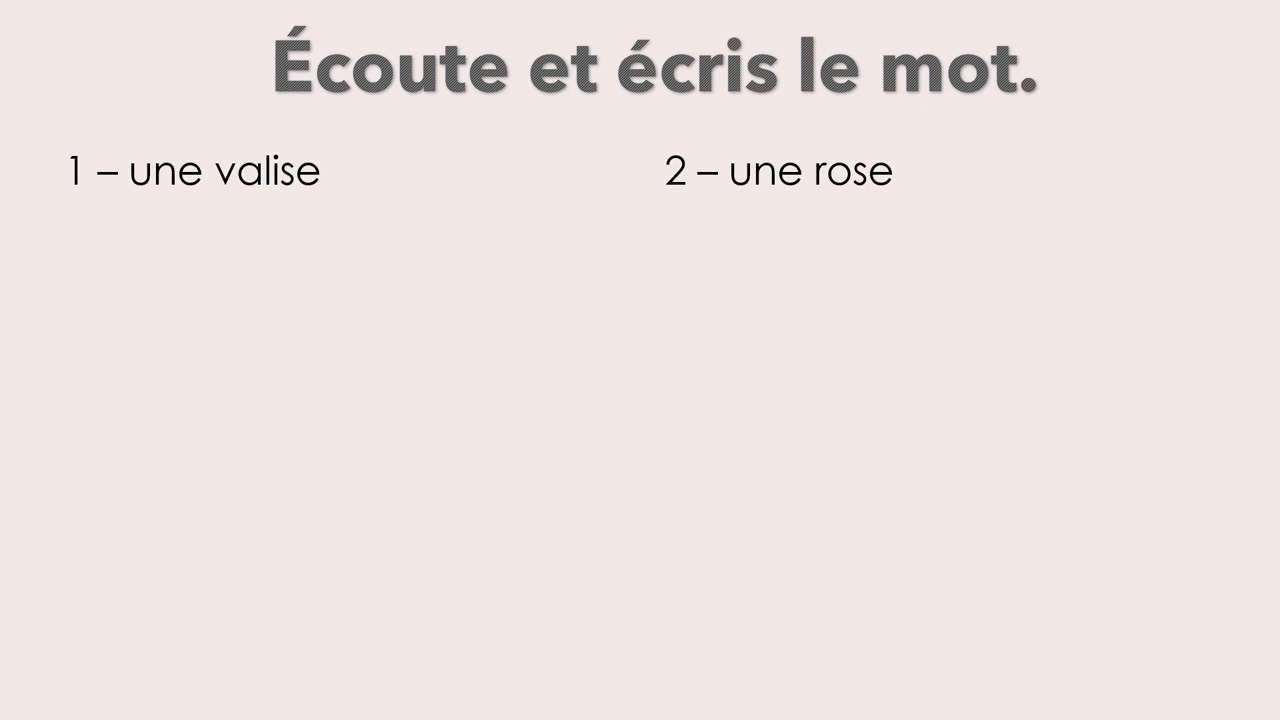 Écoute et écris le mot.
1 – une valise
2 – une rose